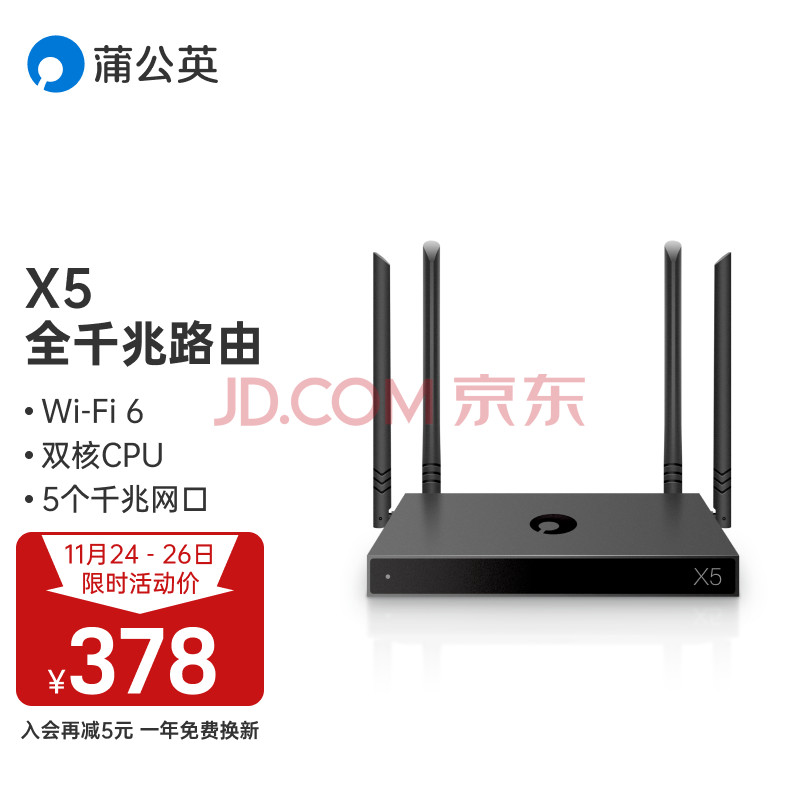 蒲公英
X5
全千兆路由
• Wi-Fi 6
• 双核CPU
• 5个千兆网口
JD.COM 京东
X5
11月24 - 26日
限时活动价
¥378
入会再减5元 一年免费换新